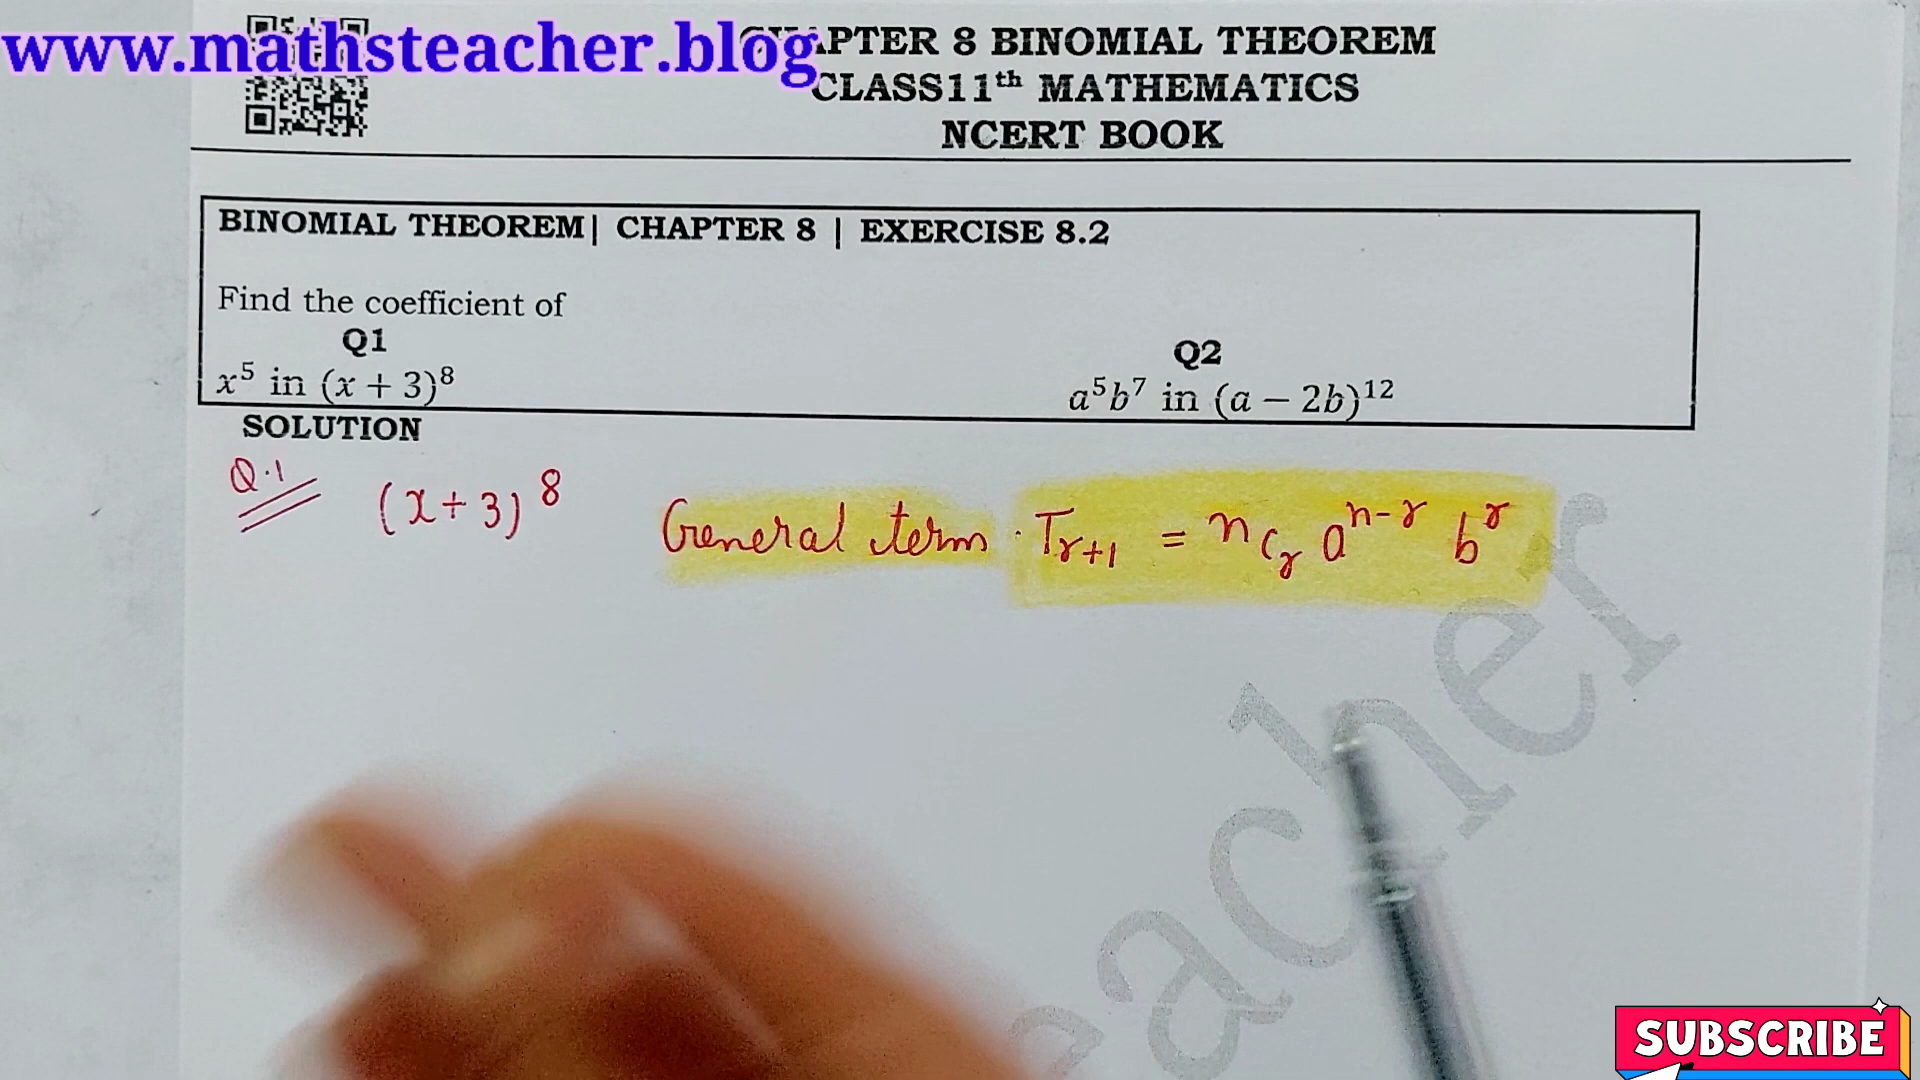 www.mathsteacher.blog
CHAPTER 8 BINOMIAL THEOREM
CLASS11th MATHEMATICS
NCERT BOOK
BINOMIAL THEOREM| CHAPTER 8 | EXERCISE 8.2
Find the coefficient of
Q1
x⁵ in (x + 3)⁸
Q2
a⁵b⁷ in (a − 2b)¹²
SOLUTION
Q.1 (x+3)⁸ General term. Tᵣ₊₁ = ⁿCᵣ aⁿ⁻ʳ bʳ
eacher
SUBSCRIBE